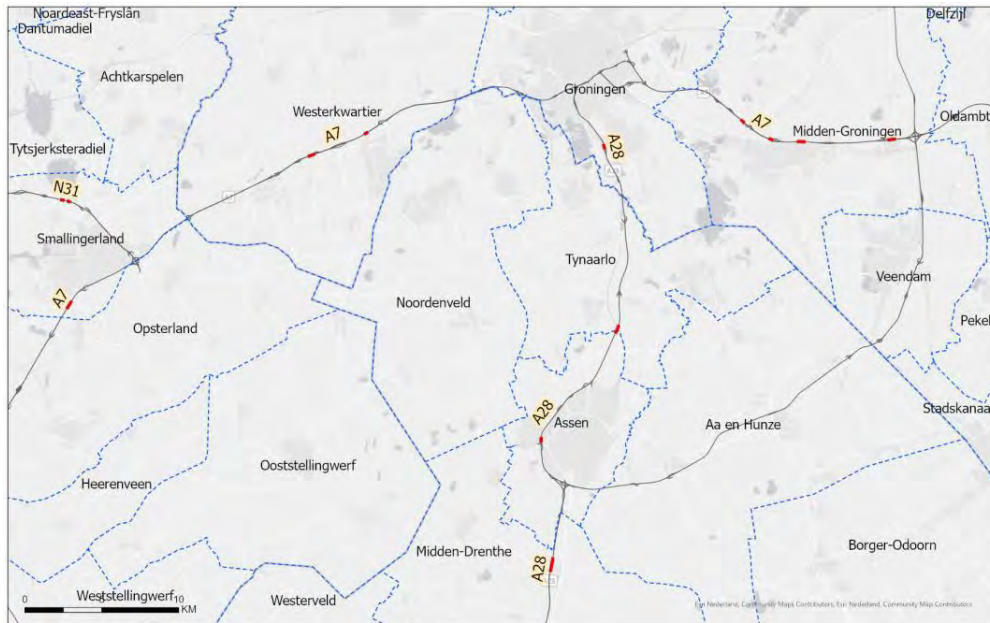 Noardeast-Fryslân
Dantumadiel
Delfzijl
Achtkarspelen
Groningen
Westerkwartier
A7
Oldambt
A7
Midden-Groningen
Tytsjerksteradiel
A28
N31
Smallingerland
Tynaarlo
Veendam
A7
Noordenveld
Opsterland
Pekel
Stadskanaa
A28
Assen
Aa en Hunze
Ooststellingwerf
Heerenveen
Midden-Drenthe
Borger-Odoorn
A28
Weststellingwerf
Westerveld
0
5
10
KM
Esri Nederland, Community Maps Contributors, Esri Nederland, Community Map Contributors